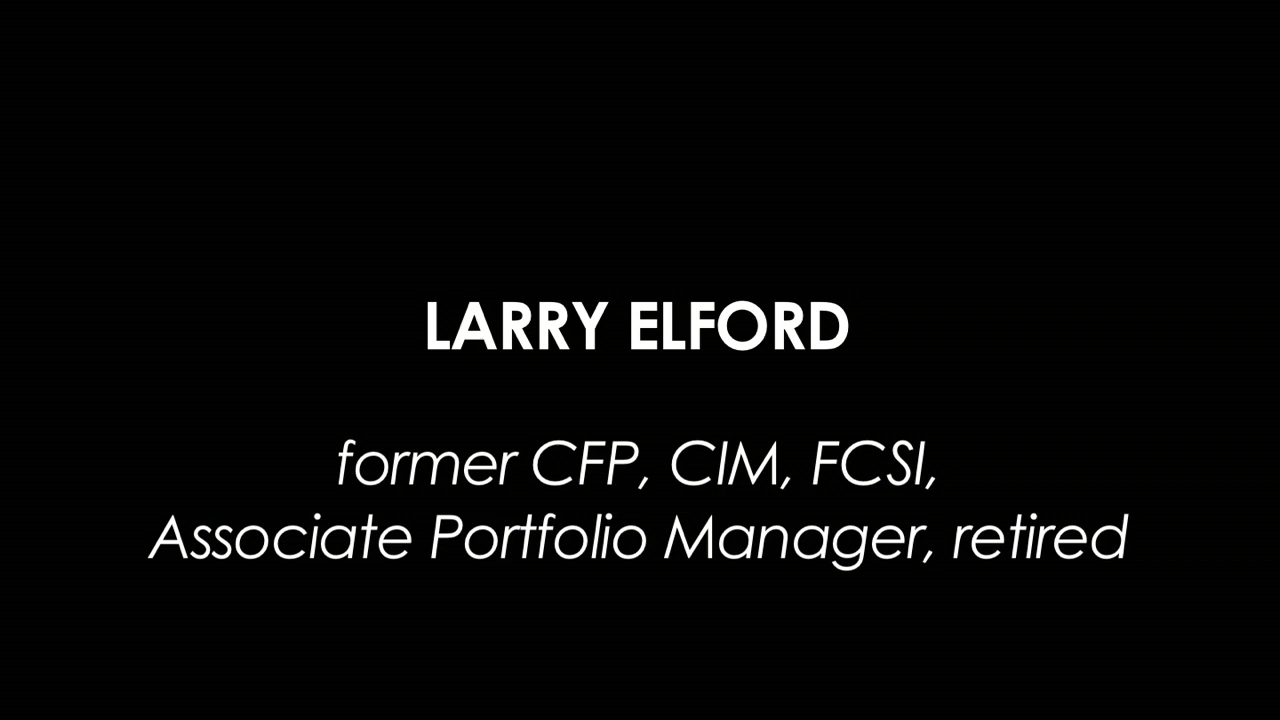 LARRY ELFORD
former CFP, CIM, FCSI,
Associate Portfolio Manager, retired